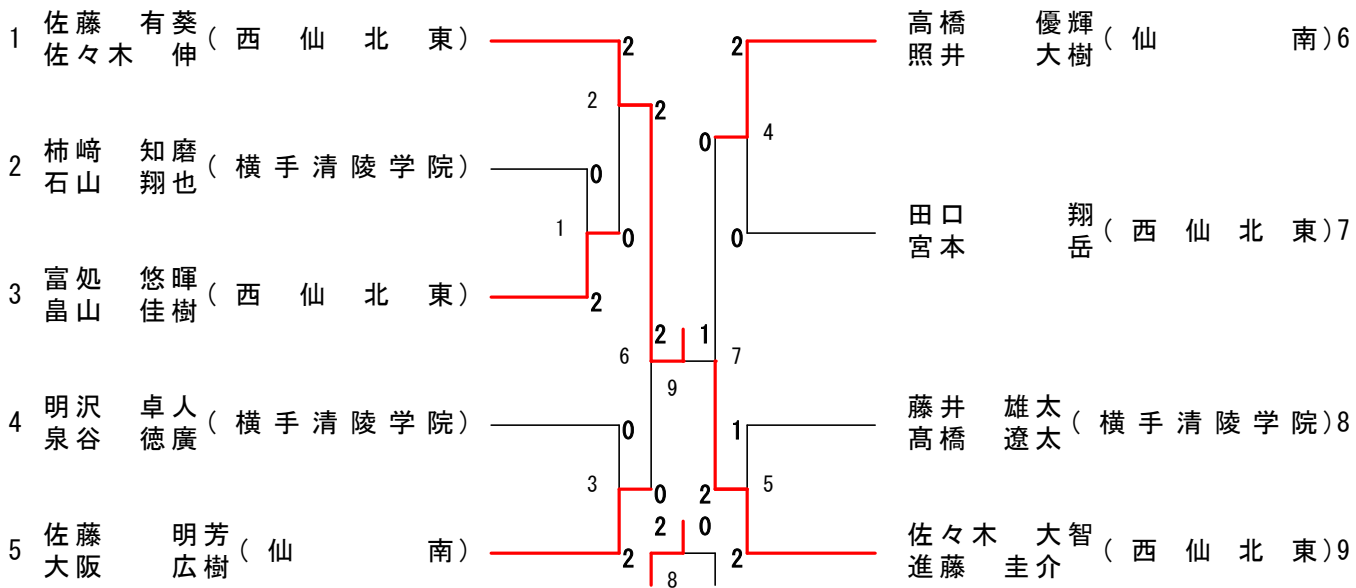 1 佐藤 有葵 佐々木 伸 (西仙北東)
2 柿﨑 知磨 石山 翔也 (横手清陵学院)
3 富処 悠暉 畠山 佳樹 (西仙北東)
4 明沢 卓人 泉谷 徳廣 (横手清陵学院)
5 佐藤 明芳 大阪 広樹 (仙南)
2
2
2
0
1
0
2
6
2 1
9
0
3
0
2 0
2
8
2
0
4
0
7
1
5
2
2
高橋 優輝 照井 大樹 (仙南) 6
田口 翔 宮本 岳 (西仙北東) 7
藤井 雄太 髙橋 遼太 (横手清陵学院) 8
佐々木 大智 進藤 圭介 (西仙北東) 9